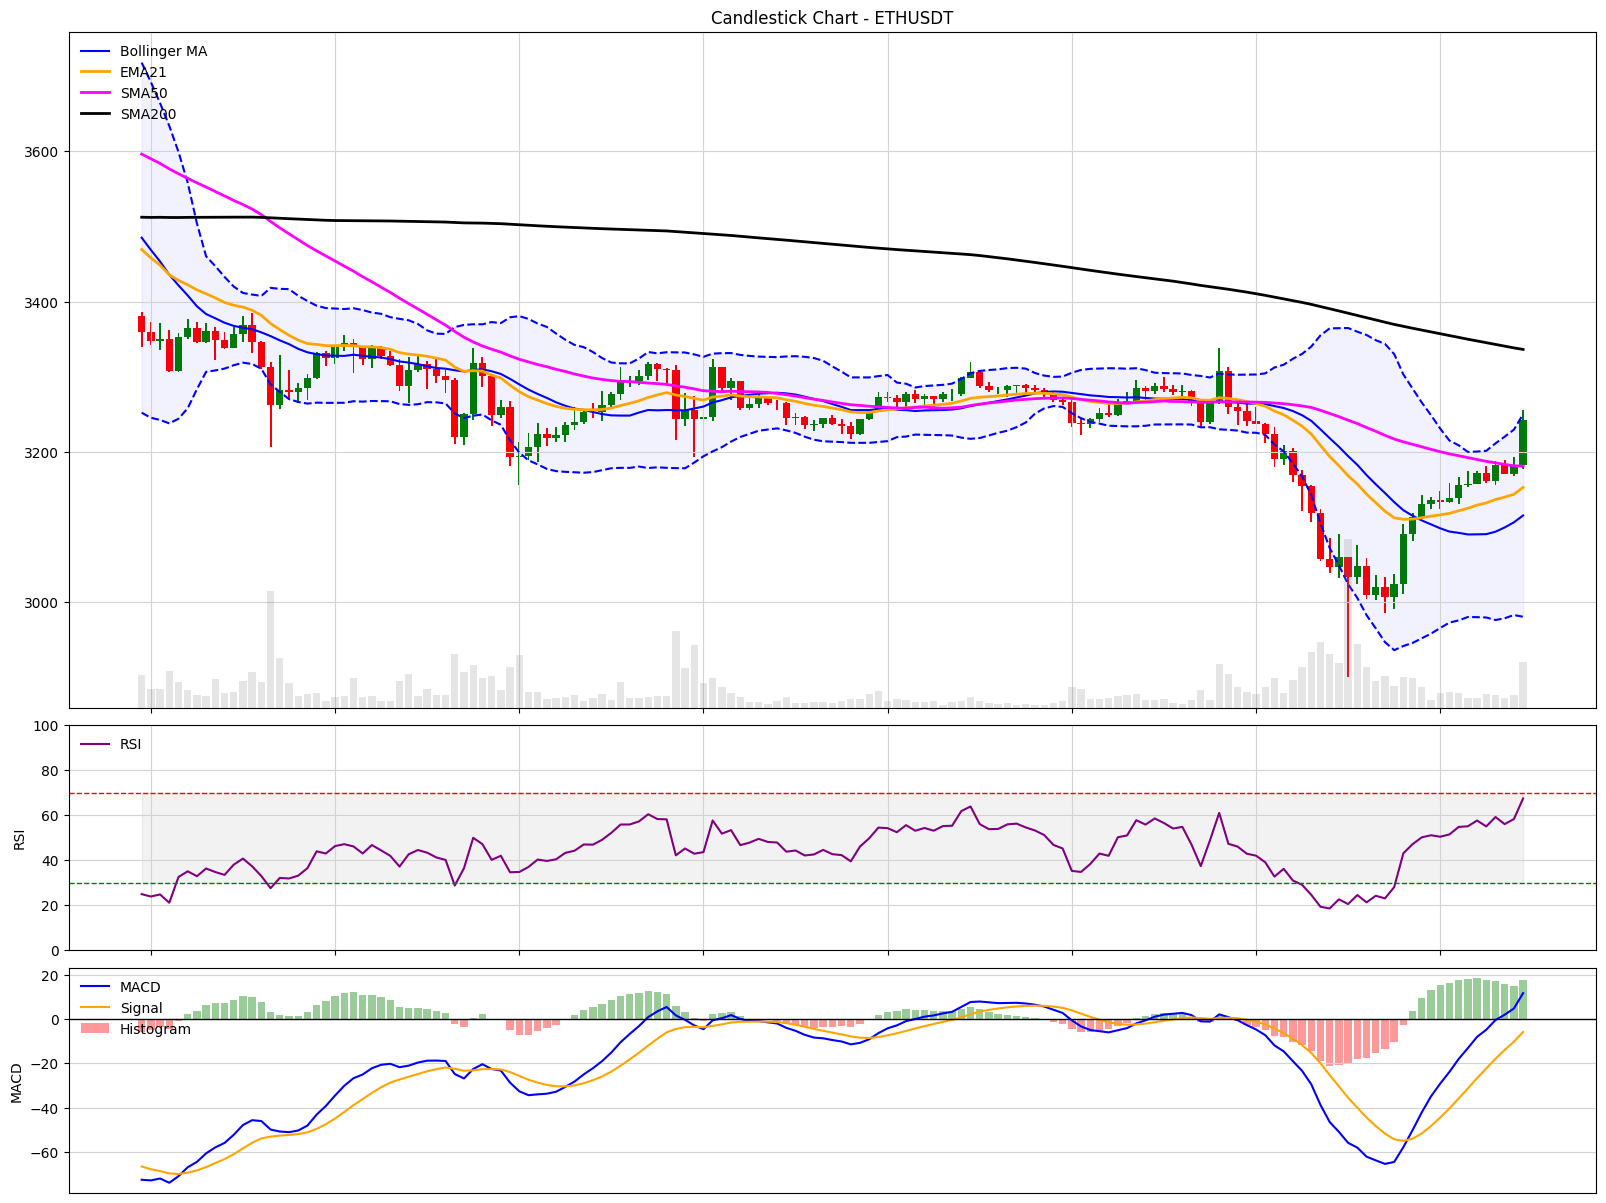 Candlestick Chart - ETHUSDT
Bollinger MA
EMA21
SMA50
SMA200
3600
3400
3200
3000
RSI
100
80
60
40
20
0
RSI
MACD
Signal
Histogram
20
0
−20
−40
−60
MACD